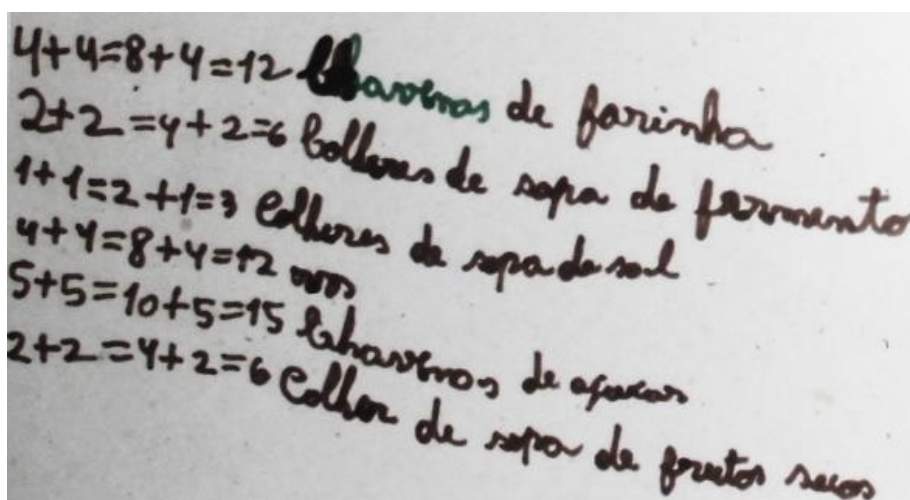 4+4=8+4=12 Chavenas de farinha
2+2=4+2=6 Colheres de sopa de fermento
1+1=2+1=3 Colheres de sopa de sal
4+4=8+4=12 ovos
5+5=10+5=15 Chavenas de açucar
2+2=4+2=6 Colher de sopa de frutos secos